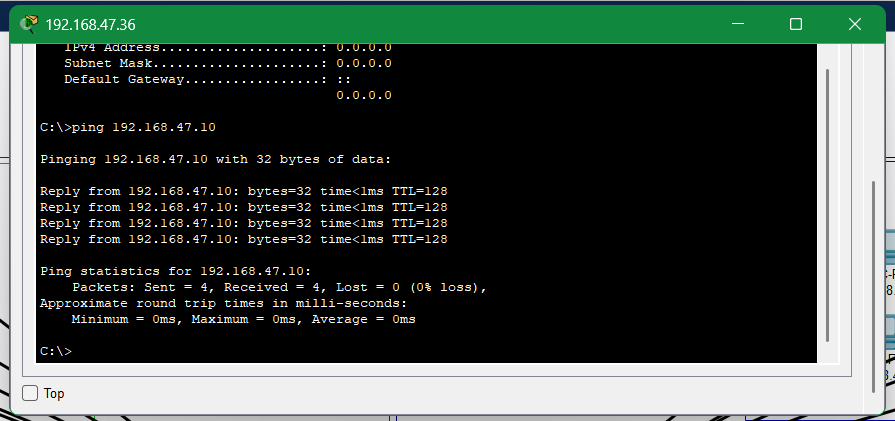 192.168.47.36
IPv4 Address....................: 0.0.0.0
Subnet Mask.....................: 0.0.0.0
Default Gateway.................: ::
0.0.0.0
C:\>ping 192.168.47.10
Pinging 192.168.47.10 with 32 bytes of data:
Reply from 192.168.47.10: bytes=32 time<1ms TTL=128
Reply from 192.168.47.10: bytes=32 time<1ms TTL=128
Reply from 192.168.47.10: bytes=32 time<1ms TTL=128
Reply from 192.168.47.10: bytes=32 time<1ms TTL=128
Ping statistics for 192.168.47.10:
Packets: Sent = 4, Received = 4, Lost = 0 (0% loss),
Approximate round trip times in milli-seconds:
Minimum = 0ms, Maximum = 0ms, Average = 0ms
C:\>
Top